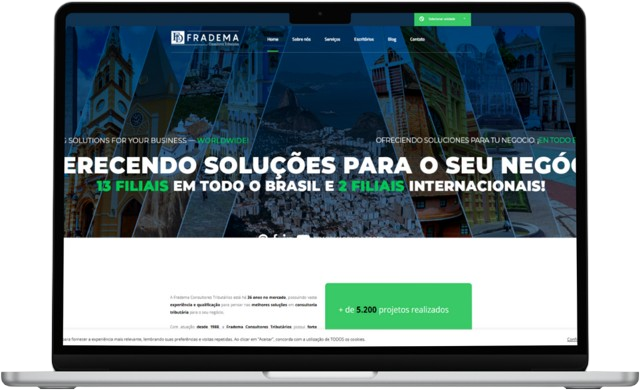 Selecionar unidade
FRADEMA
Consultores Tributários
Home Sobre nós Serviços Escritórios Blog Contato
SOLUTIONS FOR YOUR BUSINESS — WORLDWIDE!
OFRECIENDO SOLUCIONES PARA TU NEGOCIO: ¡EN TODO E
ERECENDO SOLUÇÕES PARA O SEU NEGÓC
13 FILIAIS EM TODO O BRASIL E 2 FILIAIS INTERNACIONAIS!
A Fradema Consultores Tributários está há 36 anos no mercado, possuindo vasta
experiência e qualificação para pensar nas melhores soluções em consultoria
tributária para o seu negócio.
Com atuação desde 1988, a Fradema Consultores Tributários possui forte
+ de 5.200 projetos realizados
para fornecer a experiência mais relevante, lembrando suas preferências e visitas repetidas. Ao clicar em "Aceitar", concorda com a utilização de TODOS os cookies.